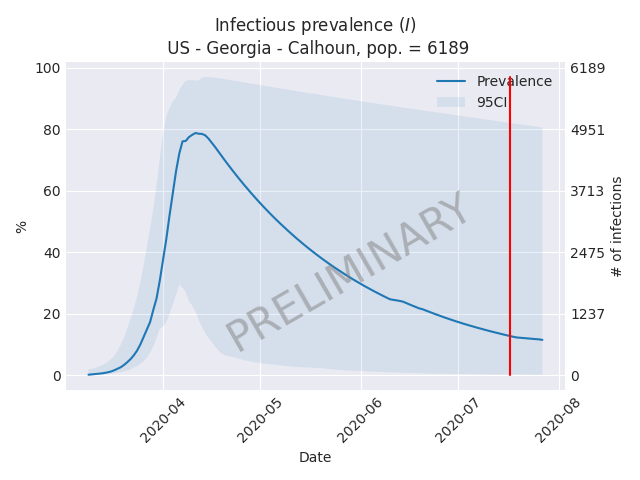 Infectious prevalence (I)
US - Georgia - Calhoun, pop. = 6189
100
80
60
40
20
0
%
6189
4951
3713
2475
1237
0
# of infections
Prevalence
95CI
PRELIMINARY
2020-04
2020-05
2020-06
2020-07
2020-08
Date